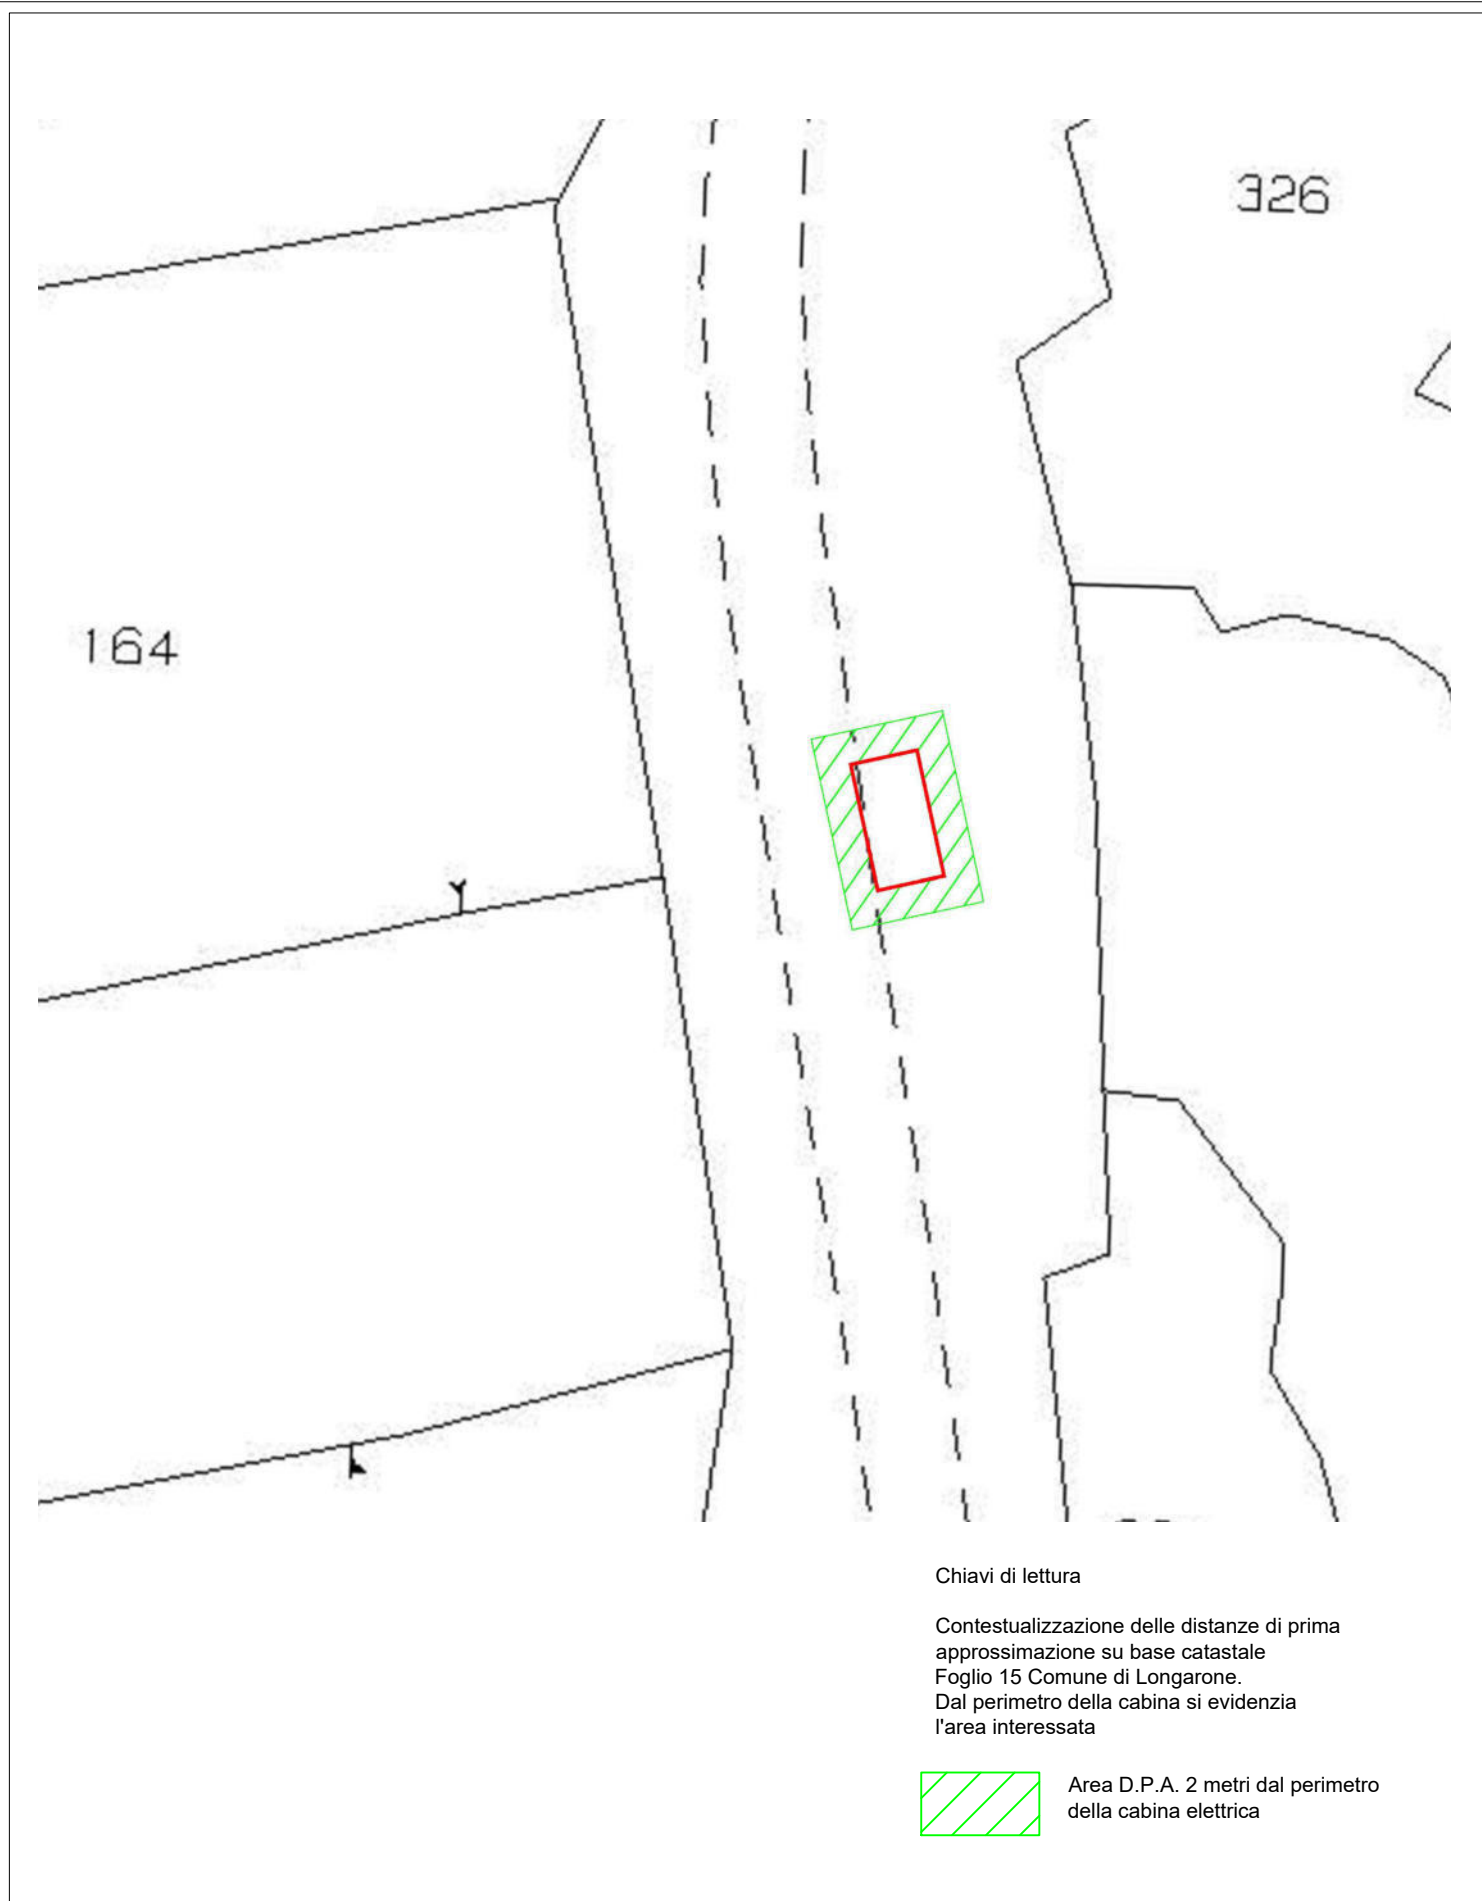 326
164
Chiavi di lettura
Contestualizzazione delle distanze di prima
approssimazione su base catastale
Foglio 15 Comune di Longarone.
Dal perimetro della cabina si evidenzia
l'area interessata
Area D.P.A. 2 metri dal perimetro
della cabina elettrica